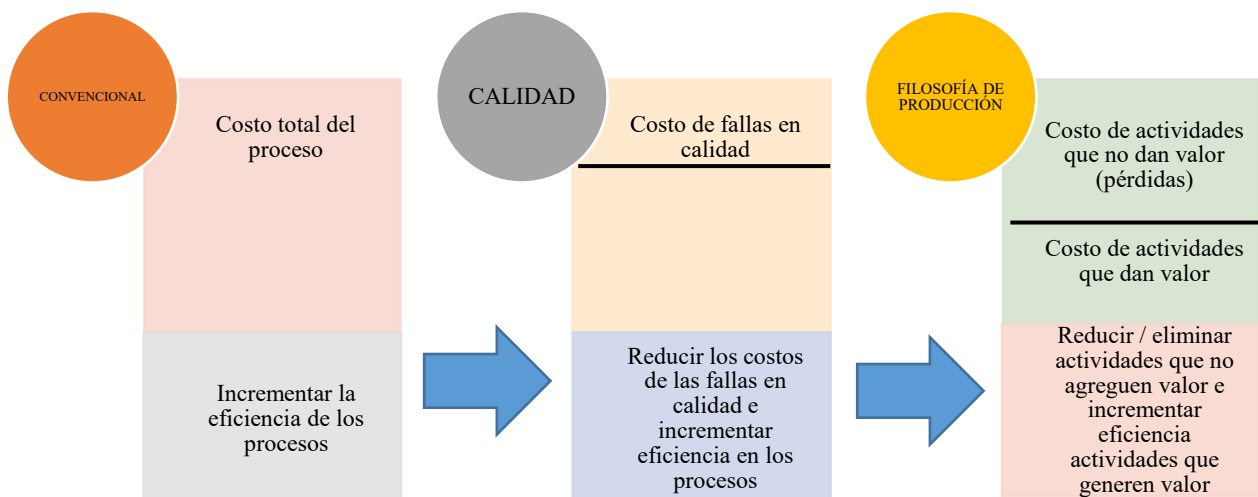 CONVENCIONAL
Costo total del
proceso
Incrementar la
eficiencia de los
procesos
CALIDAD
Costo de fallas en
calidad
Reducir los costos
de las fallas en
calidad e
incrementar
eficiencia en los
procesos
FILOSOFÍA DE
PRODUCCIÓN
Costo de actividades
que no dan valor
(pérdidas)
Costo de actividades
que dan valor
Reducir / eliminar
actividades que no
agreguen valor e
incrementar
eficiencia
actividades que
generen valor